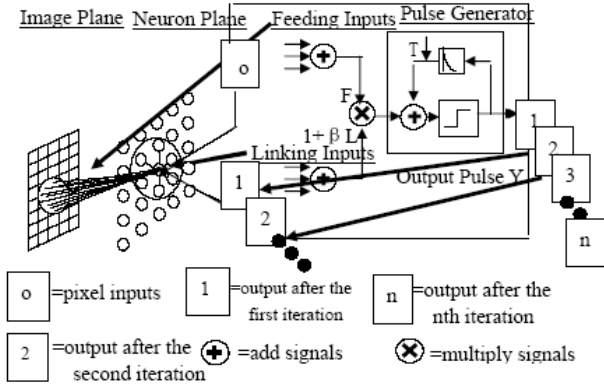 Image Plane Neuron Plane Feeding Inputs Pulse Generator
o
T
F
1+ β L
Linking Inputs
1
2
Output Pulse Y
1
2
3
n
o =pixel inputs
1 =output after the first iteration
n =output after the nth iteration
2 =output after the second iteration
+ =add signals
× =multiply signals